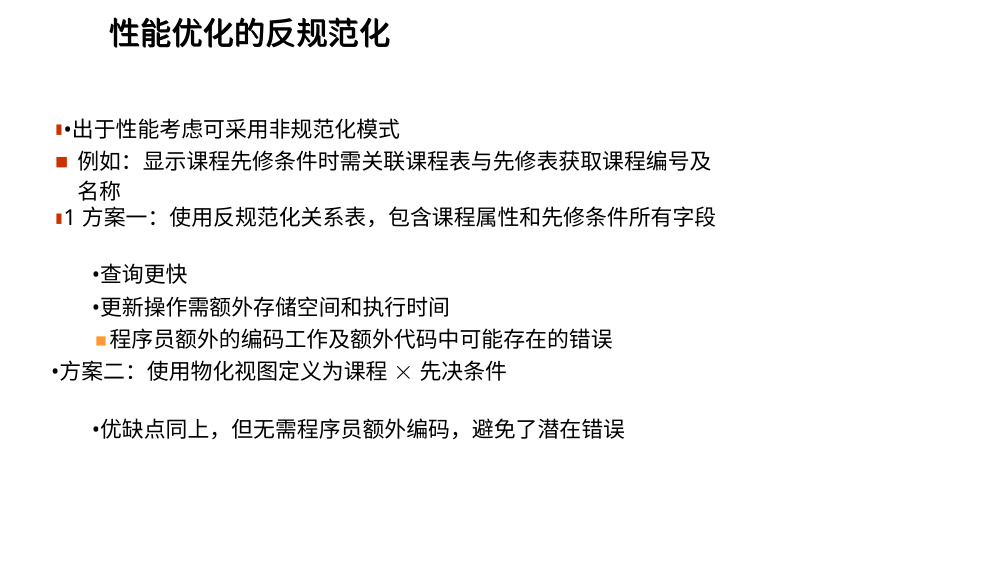 性能优化的反规范化
•出于性能考虑可采用非规范化模式
■ 例如：显示课程先修条件时需关联课程表与先修表获取课程编号及
名称
1 方案一：使用反规范化关系表，包含课程属性和先修条件所有字段
•查询更快
•更新操作需额外存储空间和执行时间
■程序员额外的编码工作及额外代码中可能存在的错误
•方案二：使用物化视图定义为课程 × 先决条件
•优缺点同上，但无需程序员额外编码，避免了潜在错误